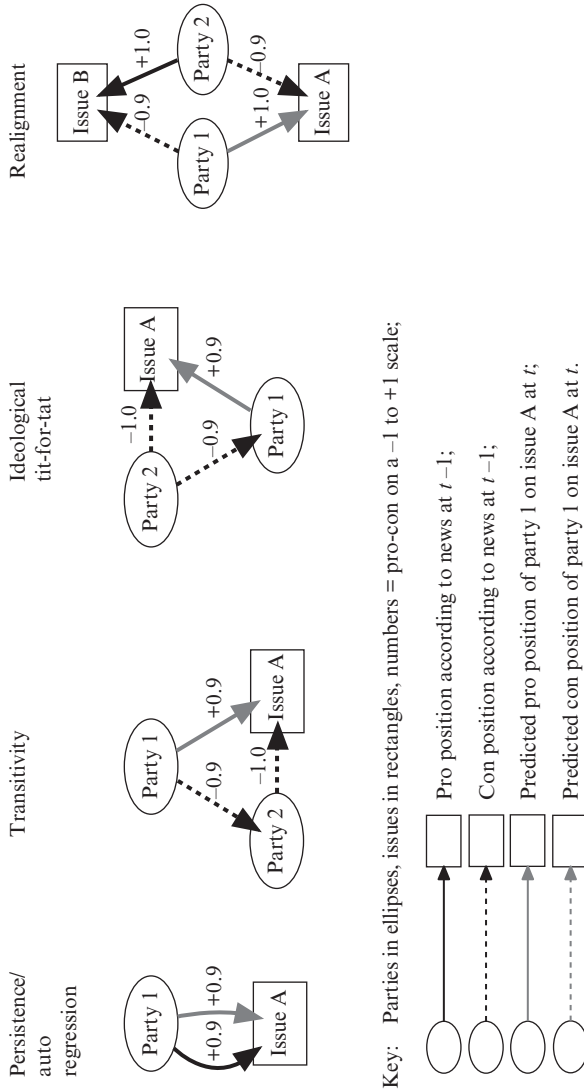 Persistence/
auto
regression
Party 1
+0.9
+0.9
Issue A
Transitivity
Party 1
–0.9
+0.9
Party 2
–1.0
Issue A
Ideological
tit-for-tat
Party 2
–1.0
Issue A
–0.9
+0.9
Party 1
Realignment
Issue B
–0.9
+1.0
Party 1
Party 2
+1.0
–0.9
Issue A
Key: Parties in ellipses, issues in rectangles, numbers = pro-con on a –1 to +1 scale;
Pro position according to news at t –1;
Con position according to news at t –1;
Predicted pro position of party 1 on issue A at t;
Predicted con position of party 1 on issue A at t.